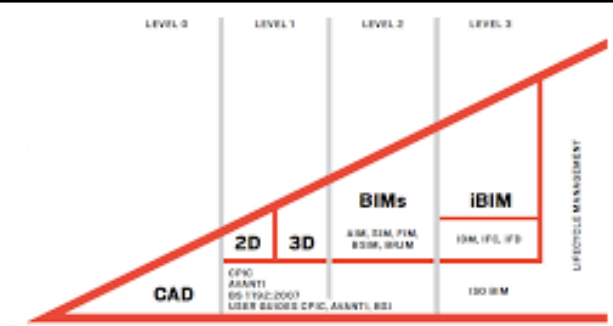 LEVEL 0
LEVEL 1
LEVEL 2
LEVEL 3
BIMs
iBIM
2D
3D
AIM, SIM, FIM,
BSIM, BRIM
IDM, IFC, IFD
LIFECYCLE MANAGEMENT
CAD
CPIC
AVANTI
BS 1192:2007
USER GUIDES CPIC, AVANTI, BSI
ISO BIM